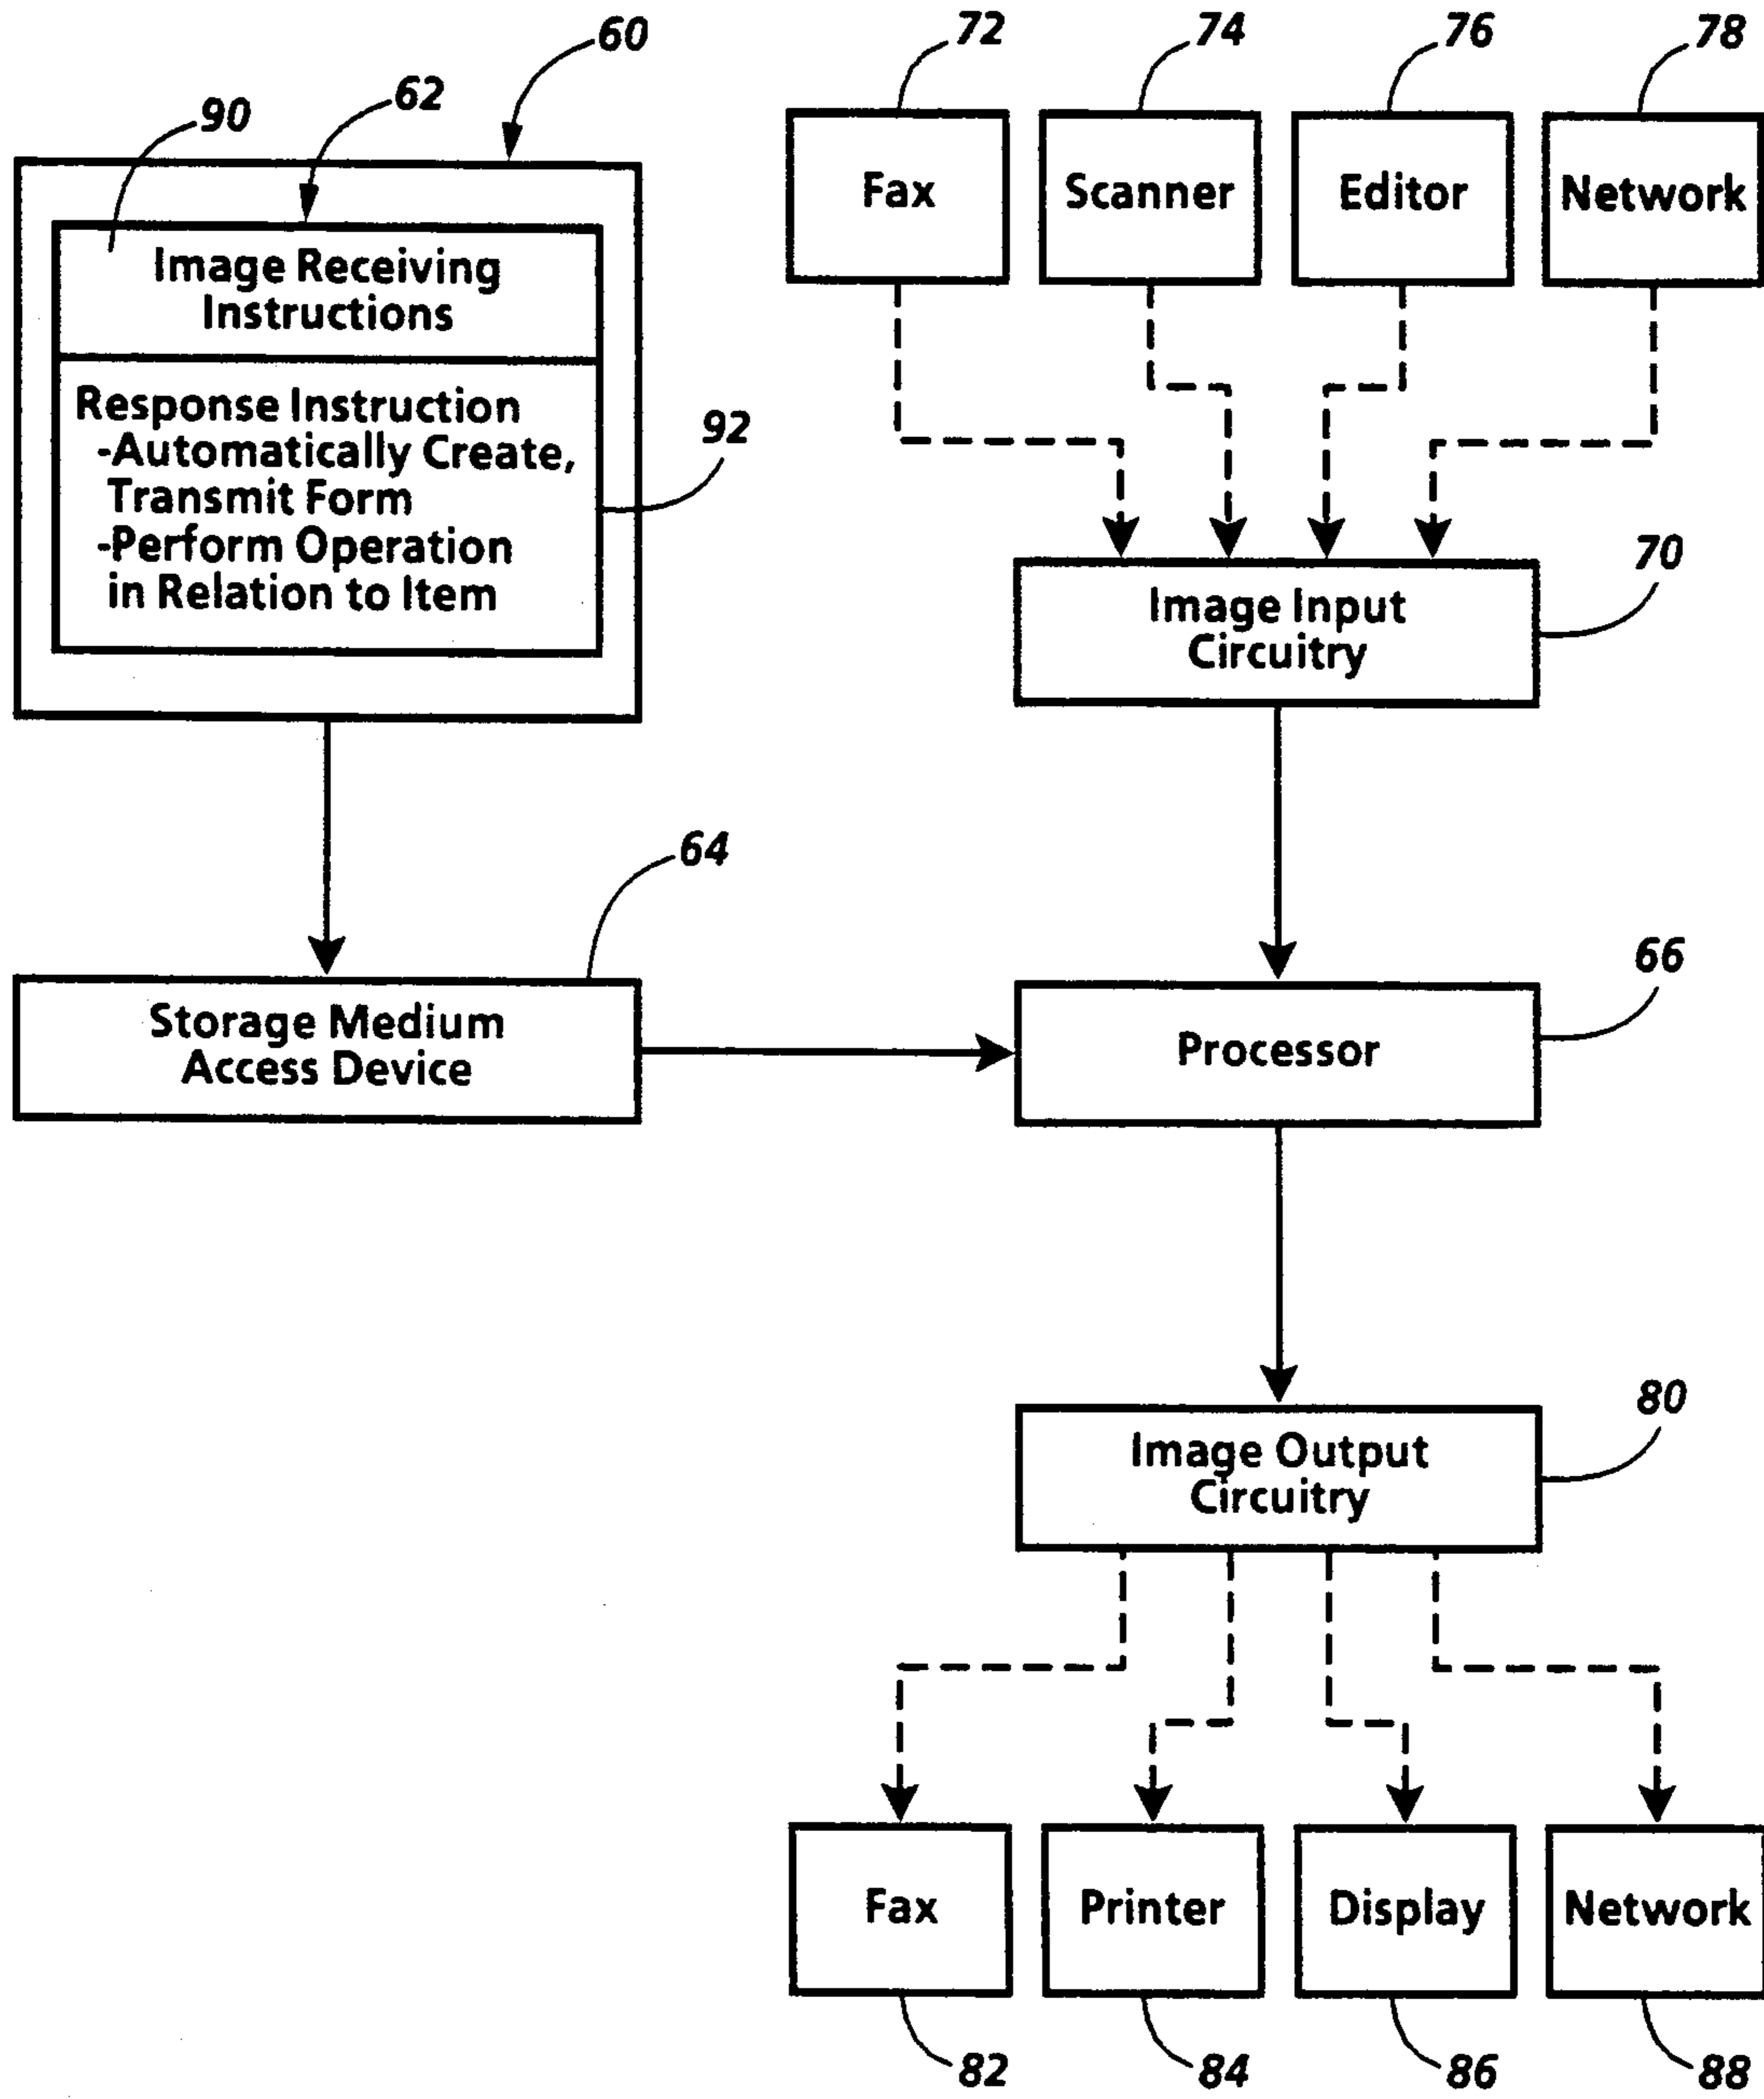 60
72
74
76
78
62
90
Fax
Scanner
Editor
Network
Image Receiving
Instructions
Response Instruction
-Automatically Create,
Transmit Form
-Perform Operation
in Relation to Item
92
70
Image Input
Circuitry
64
66
Storage Medium
Access Device
Processor
80
Image Output
Circuitry
Fax
Printer
Display
Network
82
84
86
88